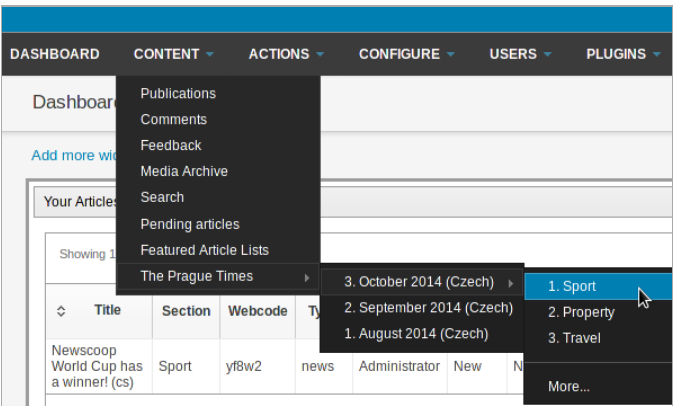 DASHBOARD CONTENT ACTIONS CONFIGURE USERS PLUGINS
Dashboar
Publications
Comments
Feedback
Media Archive
Search
Pending articles
Featured Article Lists
The Prague Times
Add more wi
Your Articles
Showing 1
3. October 2014 (Czech)
2. September 2014 (Czech)
1. August 2014 (Czech)
1. Sport
2. Property
3. Travel
More...
Title Section Webcode Ty
Newscoop
World Cup has
a winner! (cs)
Sport yf8w2 news Administrator New N